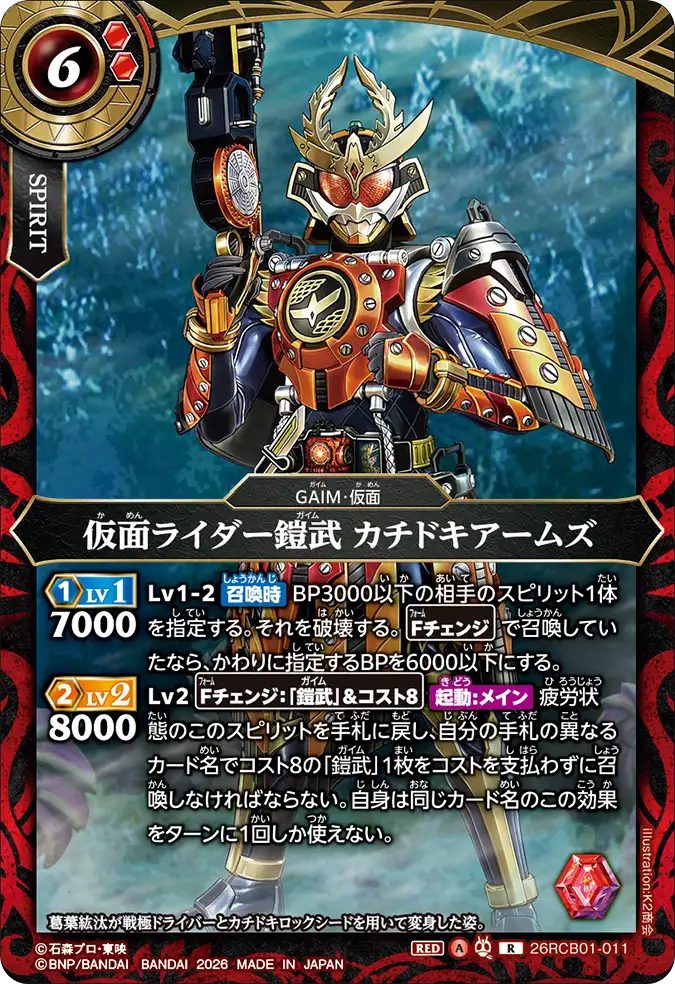 6
SPIRIT
GAIM・仮面
仮面ライダー鎧武 カチドキアームズ
1 LV1 7000
Lv1-2 召喚時 BP3000以下の相手のスピリット1体
を指定する。それを破壊する。Fチェンジ で召喚してい
たなら、かわりに指定するBPを6000以下にする。
2 LV2 8000
Lv2 Fチェンジ:「鎧武」&コスト8 起動:メイン 疲労状
態のこのスピリットを手札に戻し、自分の手札の異なる
カード名でコスト8の「鎧武」1枚をコストを支払わずに召
喚しなければならない。自身は同じカード名のこの効果
をターンに1回しか使えない。
葛葉紘汰が戦極ドライバーとカチドキロックシードを用いて変身した姿。
illustration:K2商会
©石森プロ・東映
©BNP/BANDAI BANDAI 2026 MADE IN JAPAN
RED A R 26RCB01-011